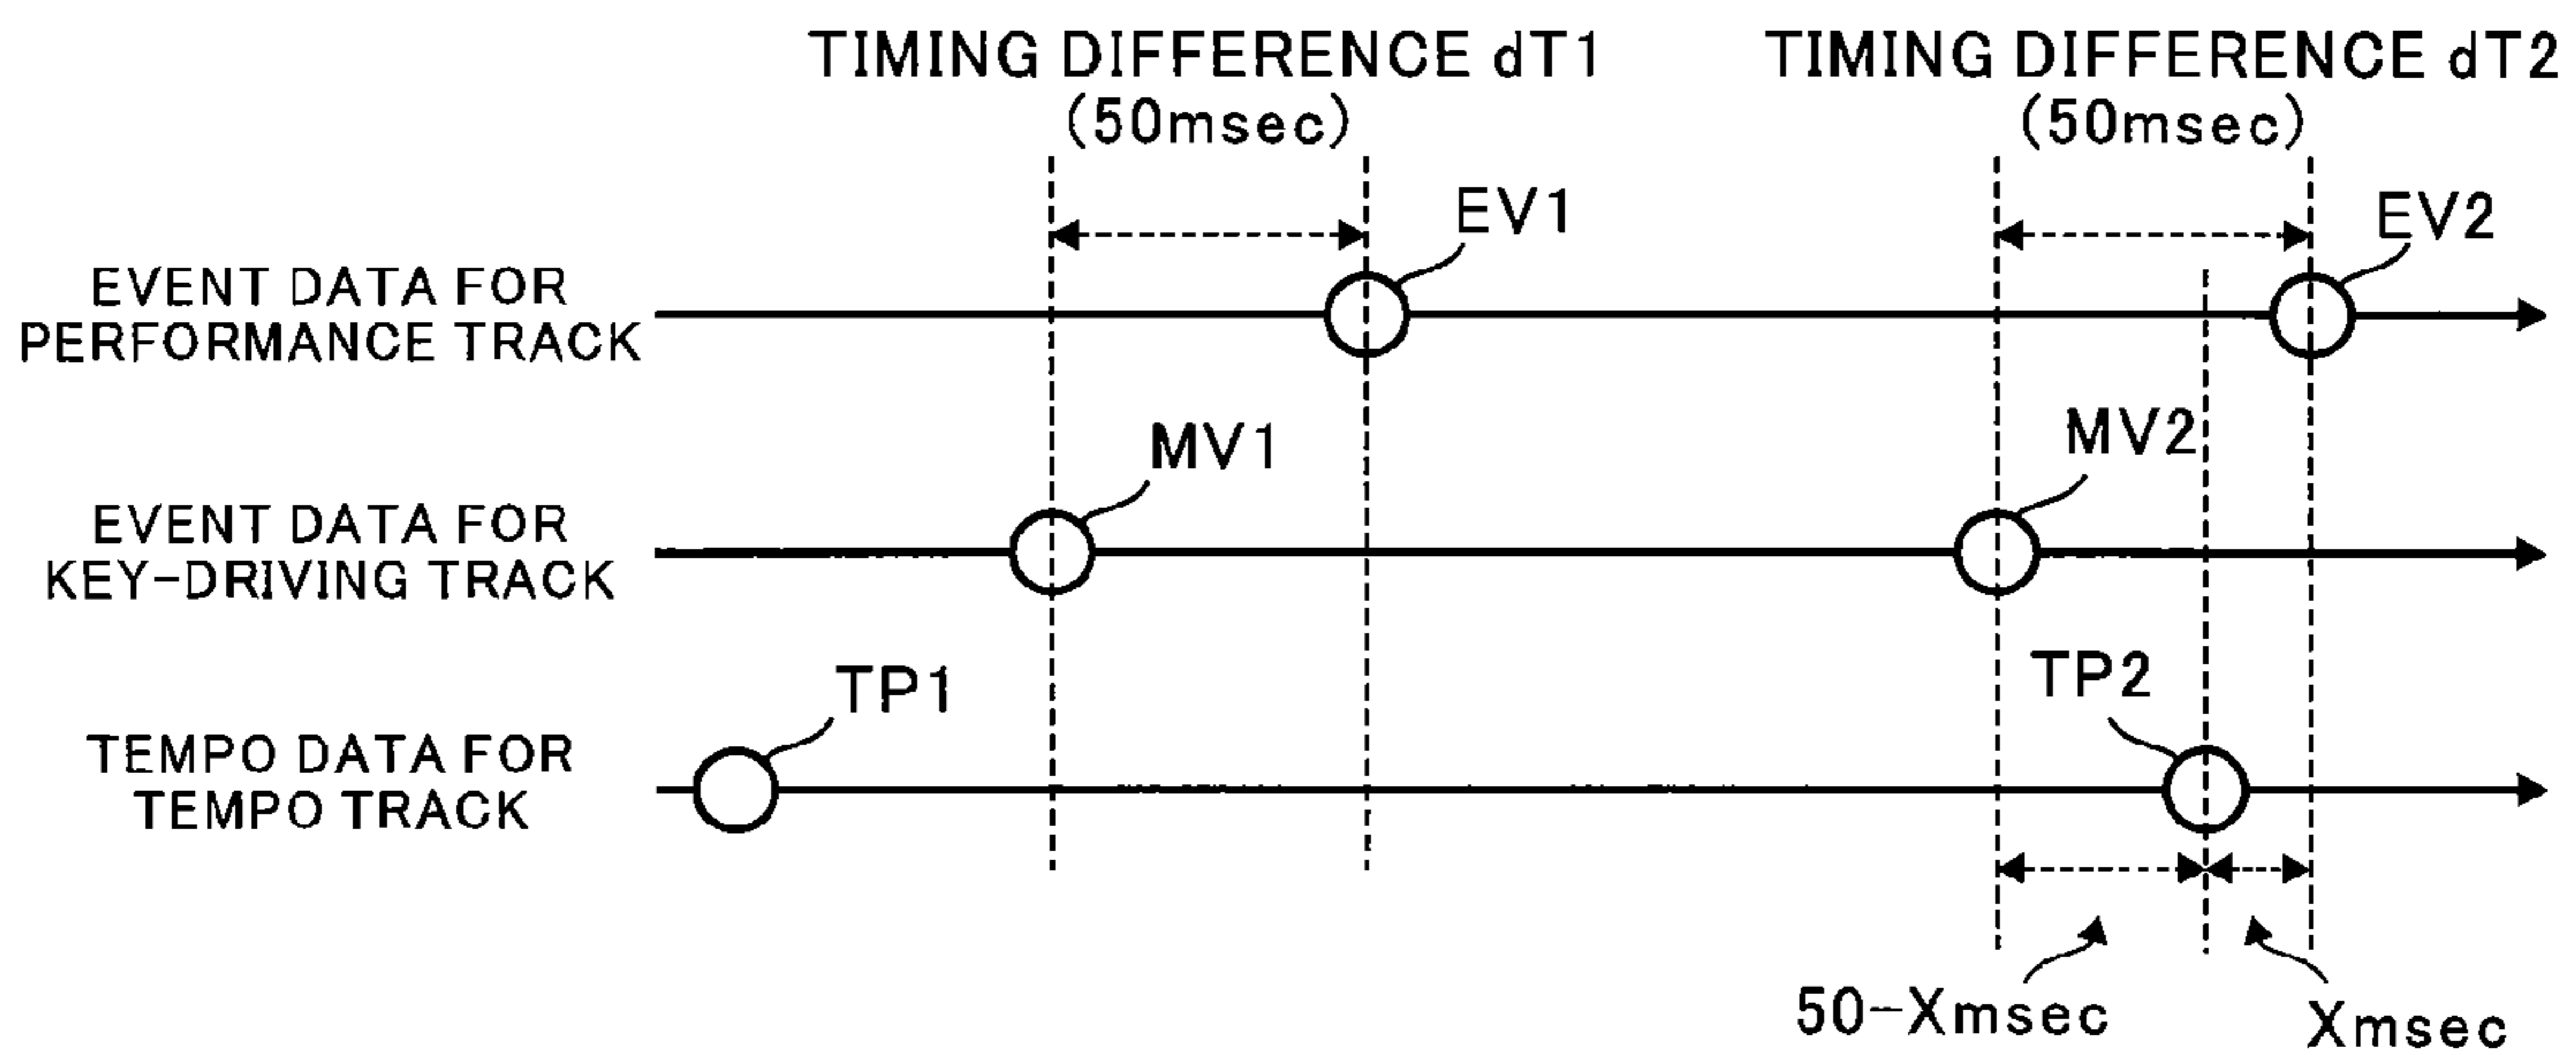 TIMING DIFFERENCE dT1
(50msec)
TIMING DIFFERENCE dT2
(50msec)
EV1
EV2
EVENT DATA FOR
PERFORMANCE TRACK
MV1
MV2
EVENT DATA FOR
KEY-DRIVING TRACK
TP1
TP2
TEMPO DATA FOR
TEMPO TRACK
50-Xmsec
Xmsec